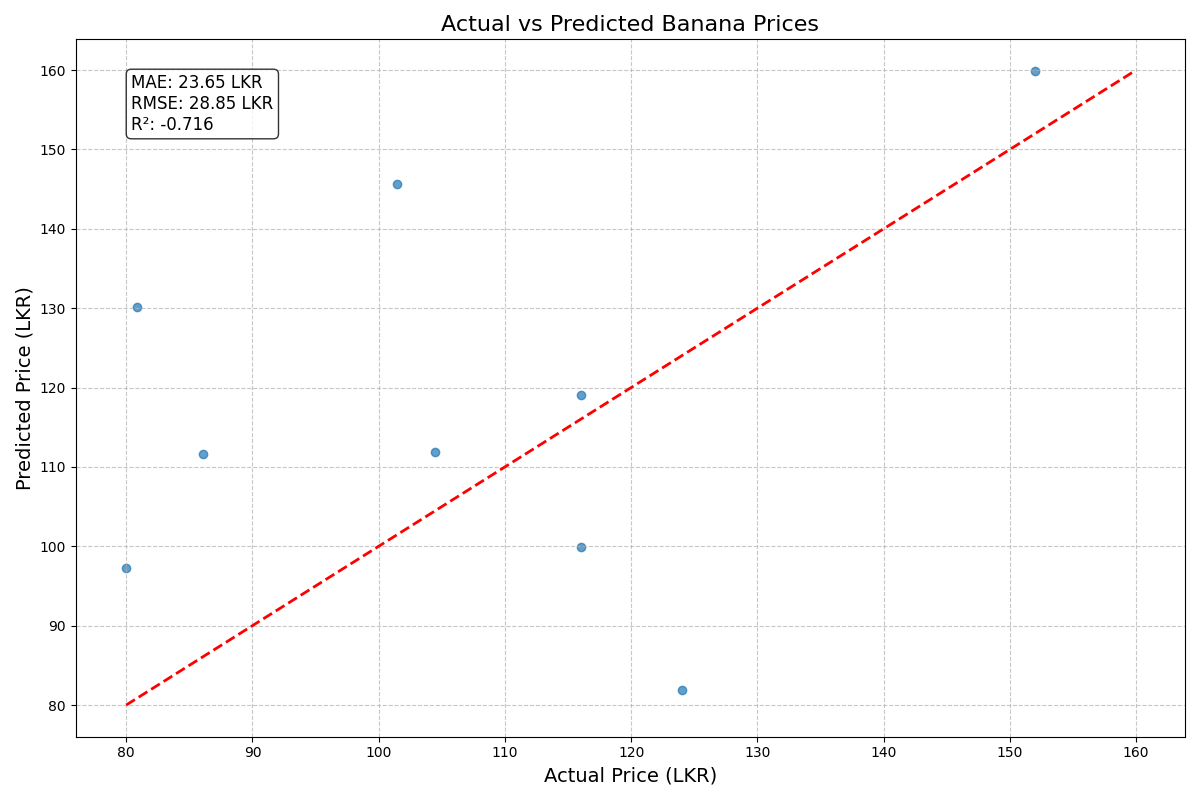 Actual vs Predicted Banana Prices
MAE: 23.65 LKR
RMSE: 28.85 LKR
R²: -0.716
Predicted Price (LKR)
160
150
140
130
120
110
100
90
80
80 90 100 110 120 130 140 150 160
Actual Price (LKR)